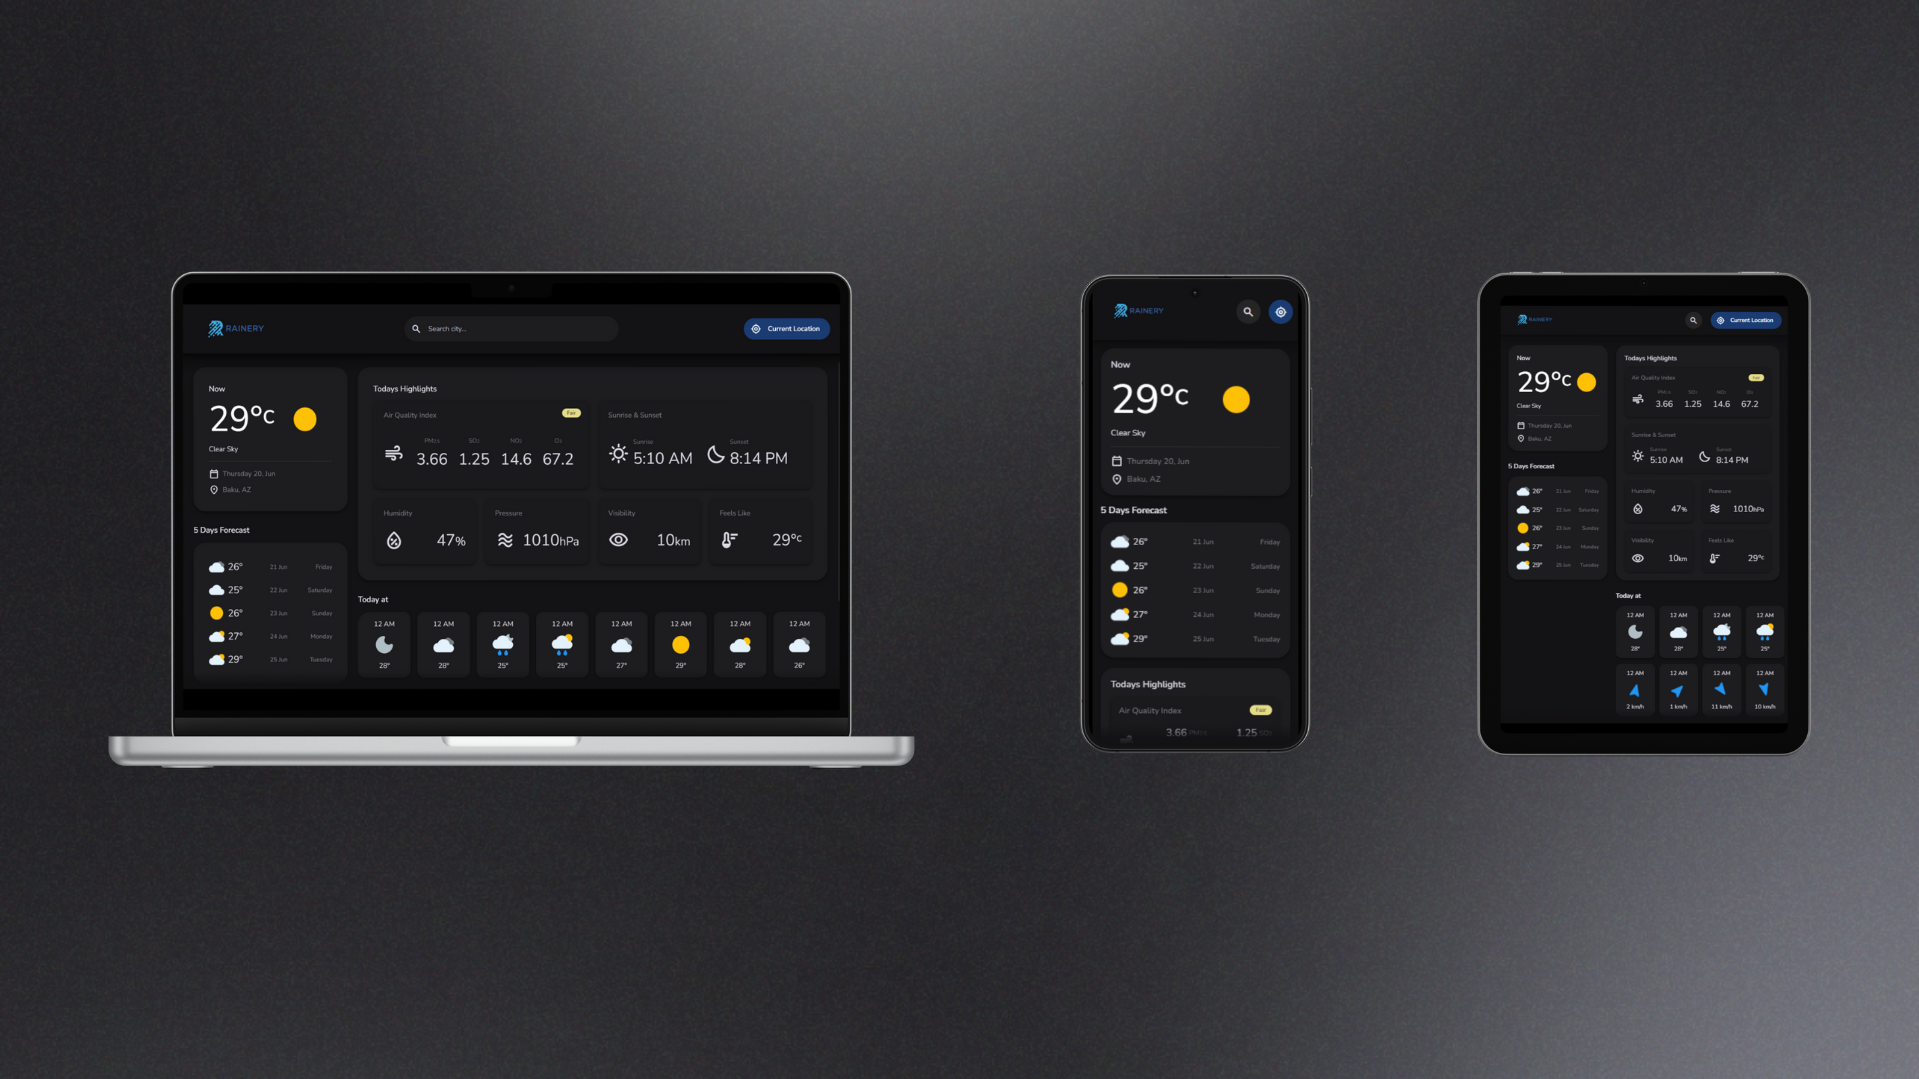 RAINERY
Search city...
Current Location
Now
29°c
Clear Sky
Thursday 20, Jun
Baku, AZ
5 Days Forecast
26° 21 Jun Friday
25° 22 Jun Saturday
26° 23 Jun Sunday
27° 24 Jun Monday
29° 25 Jun Tuesday
Todays Highlights
Air Quality Index Fair
PM2.5 SO2 NO2 O3
3.66 1.25 14.6 67.2
Sunrise & Sunset
Sunrise Sunset
5:10 AM 8:14 PM
Humidity Pressure Visibility Feels Like
47% 1010hPa 10km 29°c
Today at
12 AM 12 AM 12 AM 12 AM 12 AM 12 AM 12 AM 12 AM
28° 28° 25° 25° 27° 29° 28° 26°
RAINERY
Now
29°c
Clear Sky
Thursday 20, Jun
Baku, AZ
5 Days Forecast
26° 21 Jun Friday
25° 22 Jun Saturday
26° 23 Jun Sunday
27° 24 Jun Monday
29° 25 Jun Tuesday
Todays Highlights
Air Quality Index Fair
3.66 PM2.5 1.25 SO2
RAINERY
Current Location
Now
29°c
Clear Sky
Thursday 20, Jun
Baku, AZ
5 Days Forecast
26° 21 Jun Friday
25° 22 Jun Saturday
26° 23 Jun Sunday
27° 24 Jun Monday
29° 25 Jun Tuesday
Todays Highlights
Air Quality Index Fair
PM2.5 SO2 NO2 O3
3.66 1.25 14.6 67.2
Sunrise & Sunset
Sunrise Sunset
5:10 AM 8:14 PM
Humidity Pressure
47% 1010hPa
Visibility Feels Like
10km 29°c
Today at
12 AM 12 AM 12 AM 12 AM
28° 28° 25° 25°
12 AM 12 AM 12 AM 12 AM
2 km/h 1 km/h 11 km/h 10 km/h